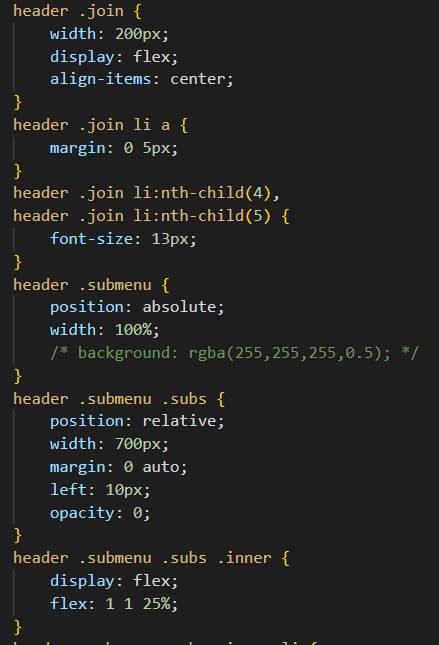 header .join {
    width: 200px;
    display: flex;
    align-items: center;
}
header .join li a {
    margin: 0 5px;
}
header .join li:nth-child(4),
header .join li:nth-child(5) {
    font-size: 13px;
}
header .submenu {
    position: absolute;
    width: 100%;
    /* background: rgba(255,255,255,0.5); */
}
header .submenu .subs {
    position: relative;
    width: 700px;
    margin: 0 auto;
    left: 10px;
    opacity: 0;
}
header .submenu .subs .inner {
    display: flex;
    flex: 1 1 25%;
}